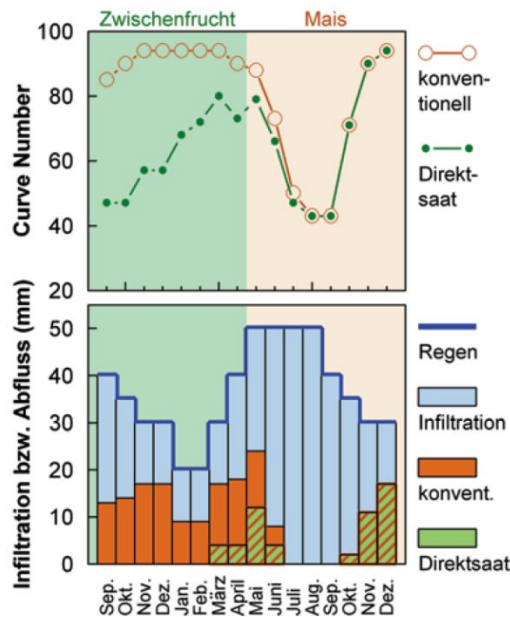 Zwischenfrucht
Mais
Curve Number
100
80
60
40
20
konven-
tionell
Direkt-
saat
Infiltration bzw. Abfluss (mm)
50
40
30
20
10
0
Regen
Infiltration
konvent.
Direktsaat
Sep.
Okt.
Nov.
Dez.
Jan.
Feb.
März
April
Mai
Juni
Juli
Aug.
Sep.
Okt.
Nov.
Dez.